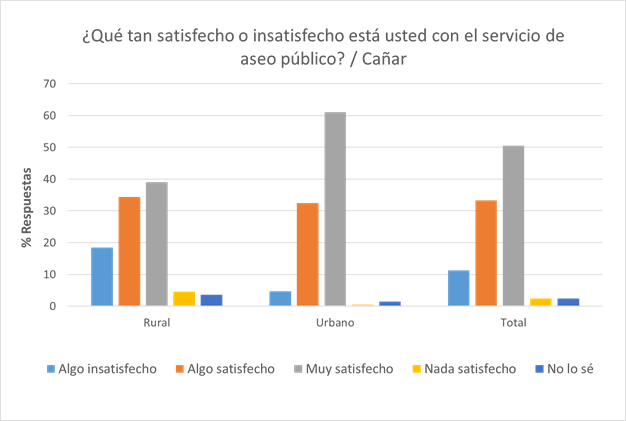 ¿Qué tan satisfecho o insatisfecho está usted con el servicio de
aseo público? / Cañar
70
60
50
40
30
20
10
0
% Respuestas
Rural Urbano Total
Algo insatisfecho Algo satisfecho Muy satisfecho Nada satisfecho No lo sé